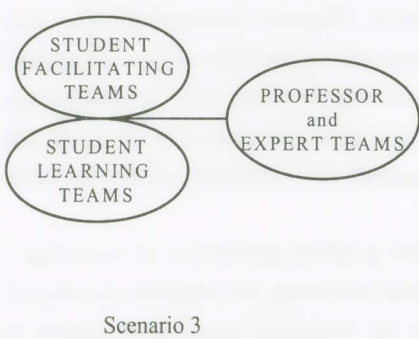 STUDENT
FACILITATING
TEAMS
STUDENT
LEARNING
TEAMS
PROFESSOR
and
EXPERT TEAMS
Scenario 3